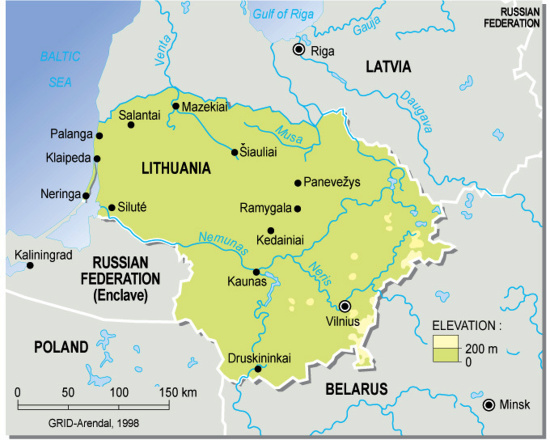 Gulf of Riga
Gauja
RUSSIAN
FEDERATION
Riga
BALTIC
SEA
Venta
LATVIA
Daugava
Mazekiai
Salantai
Palanga
Musa
Šiauliai
Klaipeda
LITHUANIA
Panevežys
Neringa
Siluté
Ramygala
Nemunas
Kedainiai
Kaliningrad
RUSSIAN
FEDERATION
(Enclave)
Kaunas
Neris
Vilnius
ELEVATION :
200 m
0
POLAND
Druskininkai
BELARUS
Minsk
0 50 100 150 km
GRID-Arendal, 1998